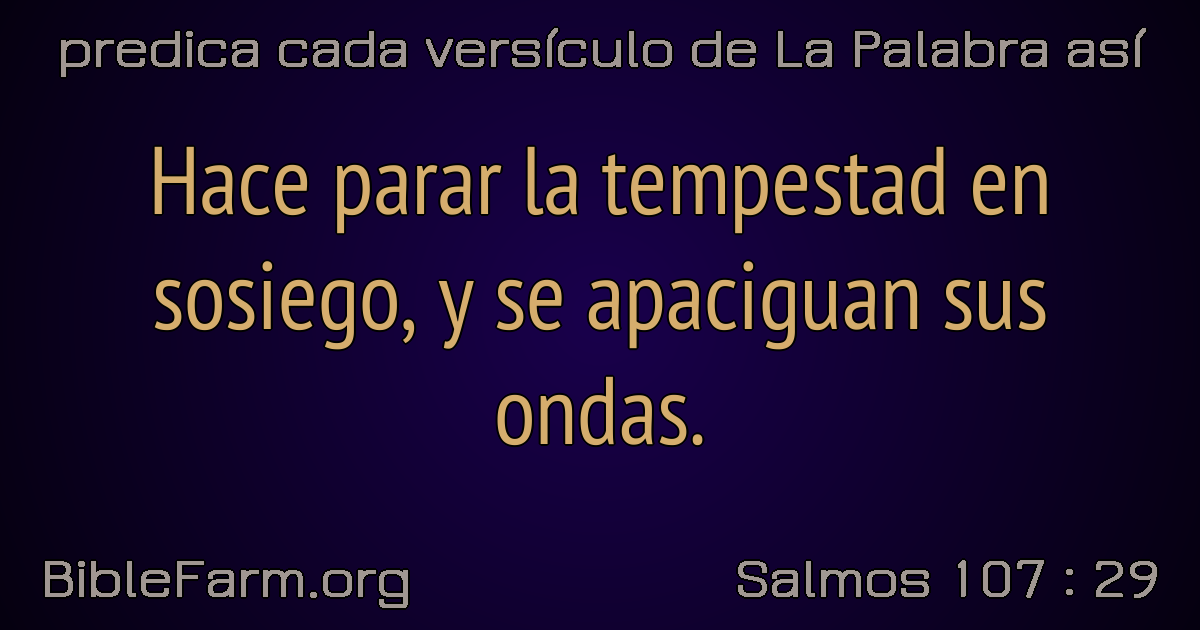 predica cada versículo de La Palabra así
Hace parar la tempestad en
sosiego, y se apaciguan sus
ondas.
BibleFarm.org
Salmos 107 : 29